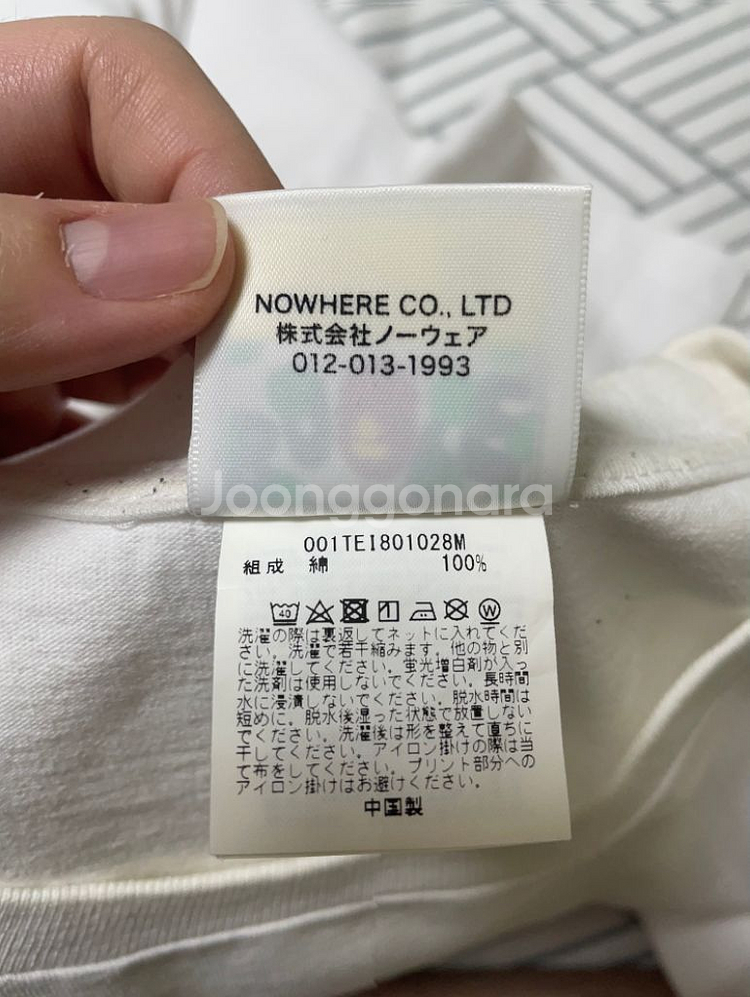 NOWHERE CO., LTD
株式会社ノーウェア
012-013-1993
Joonggonara
001TEI801028M
組成 綿 100%
40 W
洗濯の際は裏返してネットに入れてくだ
さい。洗濯で若干縮みます。他の物と別
に洗濯してください。蛍光増白剤が入っ
た洗剤は使用しないでください。長時間
水に浸漬しないでください。脱水時間は
短めに。脱水後湿った状態で放置しない
でください。洗濯後は形を整えて直ちに
干してください。アイロン掛けの際は当
て布をしてください。プリント部分への
アイロン掛けはお避けください。
中国製